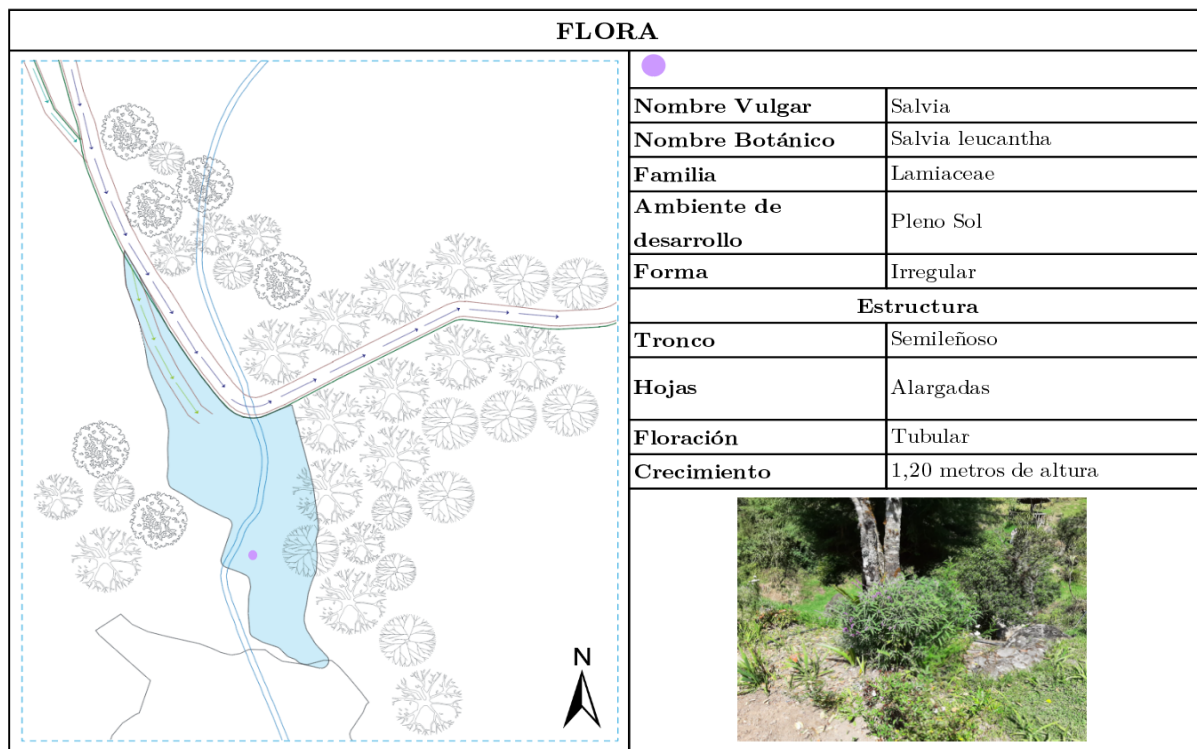 FLORA
Nombre Vulgar Salvia
Nombre Botánico Salvia leucantha
Familia Lamiaceae
Ambiente de
desarrollo Pleno Sol
Forma Irregular
Estructura
Tronco Semileñoso
Hojas Alargadas
Floración Tubular
Crecimiento 1,20 metros de altura
N